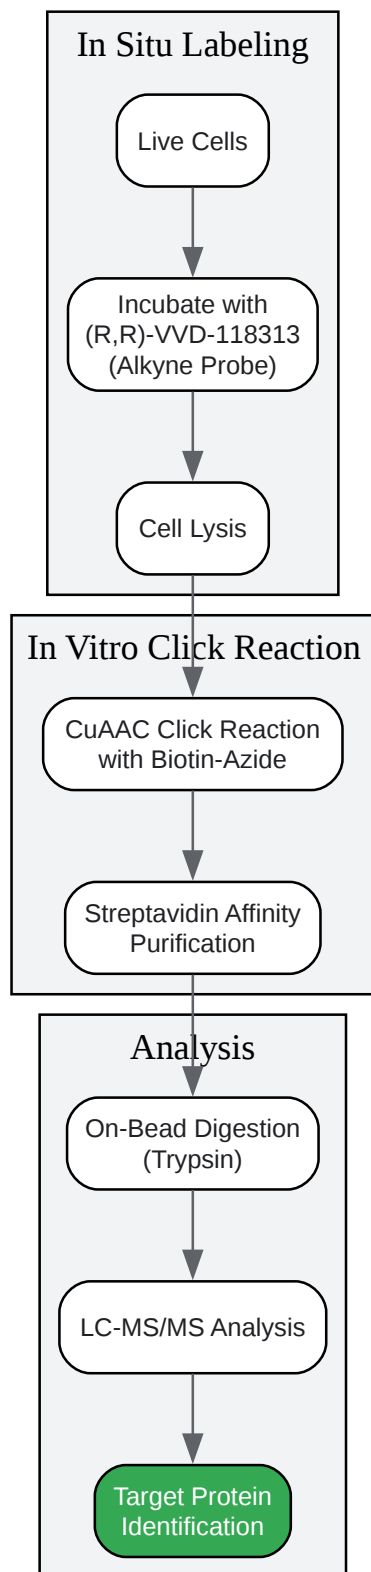 In Situ Labeling
Live Cells
Incubate with
(R,R)-VVD-118313
(Alkyne Probe)
Cell Lysis
In Vitro Click Reaction
CuAAC Click Reaction
with Biotin-Azide
Streptavidin Affinity
Purification
Analysis
On-Bead Digestion
(Trypsin)
LC-MS/MS Analysis
Target Protein
Identification